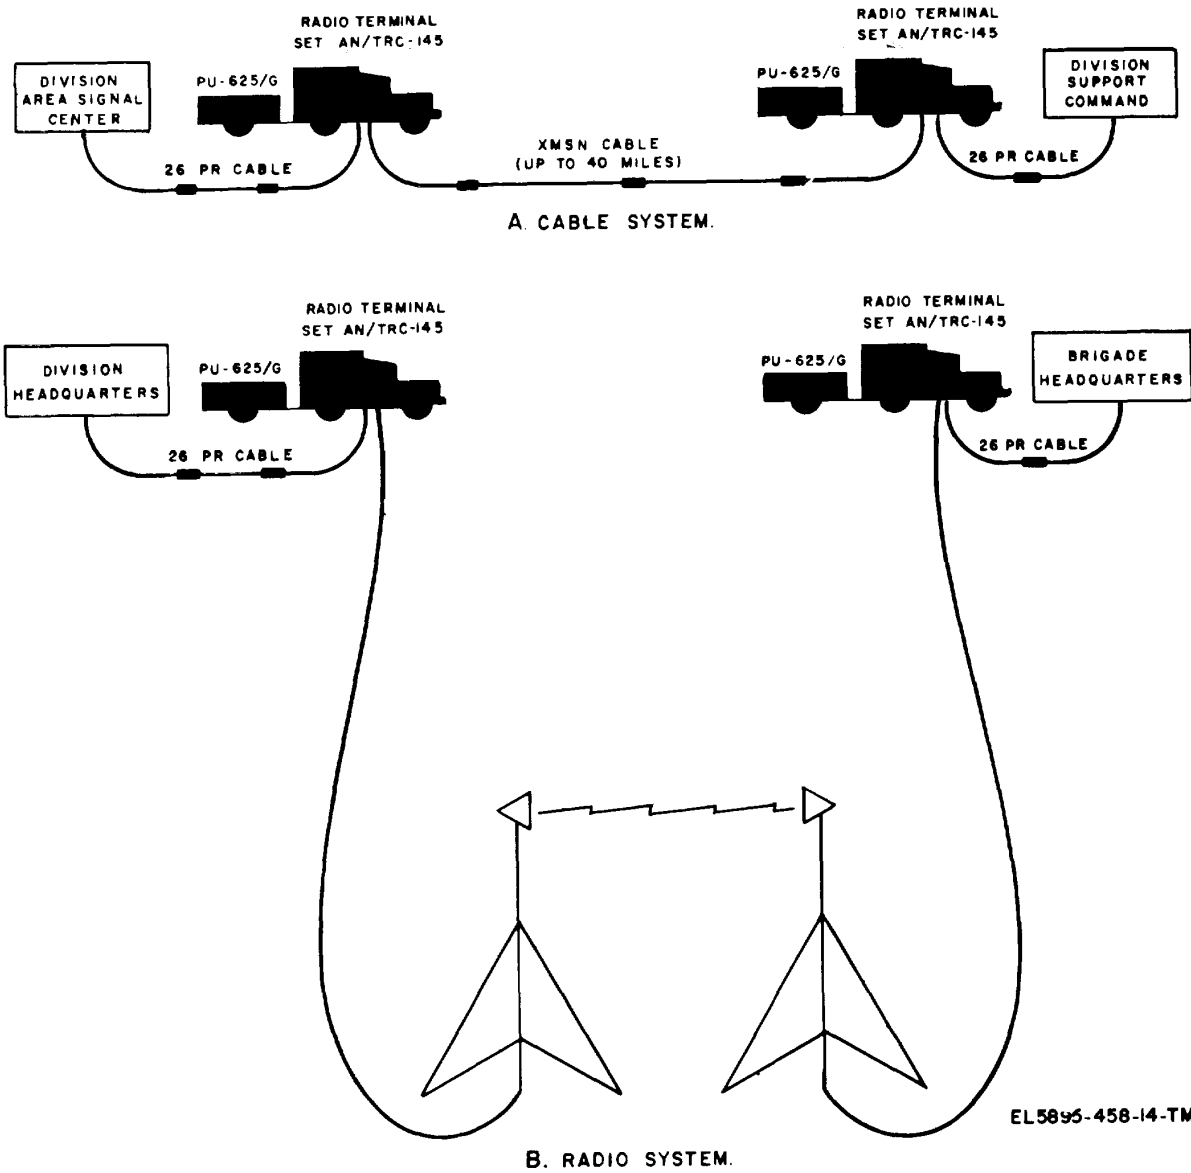 RADIO TERMINAL
SET AN/TRC-145
RADIO TERMINAL
SET AN/TRC-145
DIVISION
AREA SIGNAL
CENTER
PU-625/G
PU-625/G
DIVISION
SUPPORT
COMMAND
26 PR CABLE
XMSN CABLE
(UP TO 40 MILES)
26 PR CABLE
A. CABLE SYSTEM.
RADIO TERMINAL
SET AN/TRC-145
RADIO TERMINAL
SET AN/TRC-145
DIVISION
HEADQUARTERS
PU-625/G
PU-625/G
BRIGADE
HEADQUARTERS
26 PR CABLE
26 PR CABLE
EL5895-458-14-TM
B. RADIO SYSTEM.